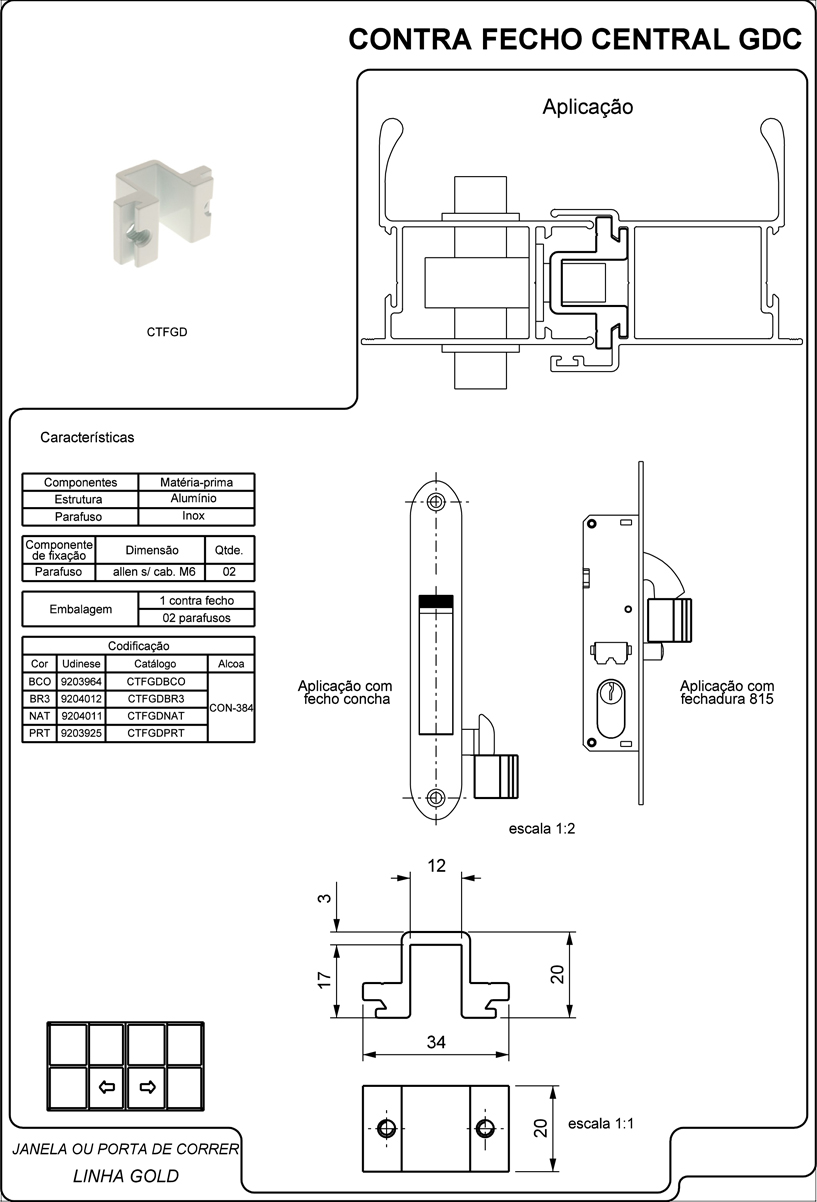 CONTRA FECHO CENTRAL GDC
Aplicação
CTFGD
Características
Componentes Matéria-prima
Estrutura Alumínio
Parafuso Inox
Componente de fixação Dimensão Qtde.
Parafuso allen s/ cab. M6 02
Embalagem 1 contra fecho
02 parafusos
Codificação
Cor Udinese Catálogo Alcoa
BCO 9203964 CTFGDBCO CON-384
BR3 9204012 CTFGDBR3
NAT 9204011 CTFGDNAT
PRT 9203925 CTFGDPRT
Aplicação com
fecho concha
Aplicação com
fechadura 815
escala 1:2
12
3
17
20
34
20
escala 1:1
JANELA OU PORTA DE CORRER
LINHA GOLD